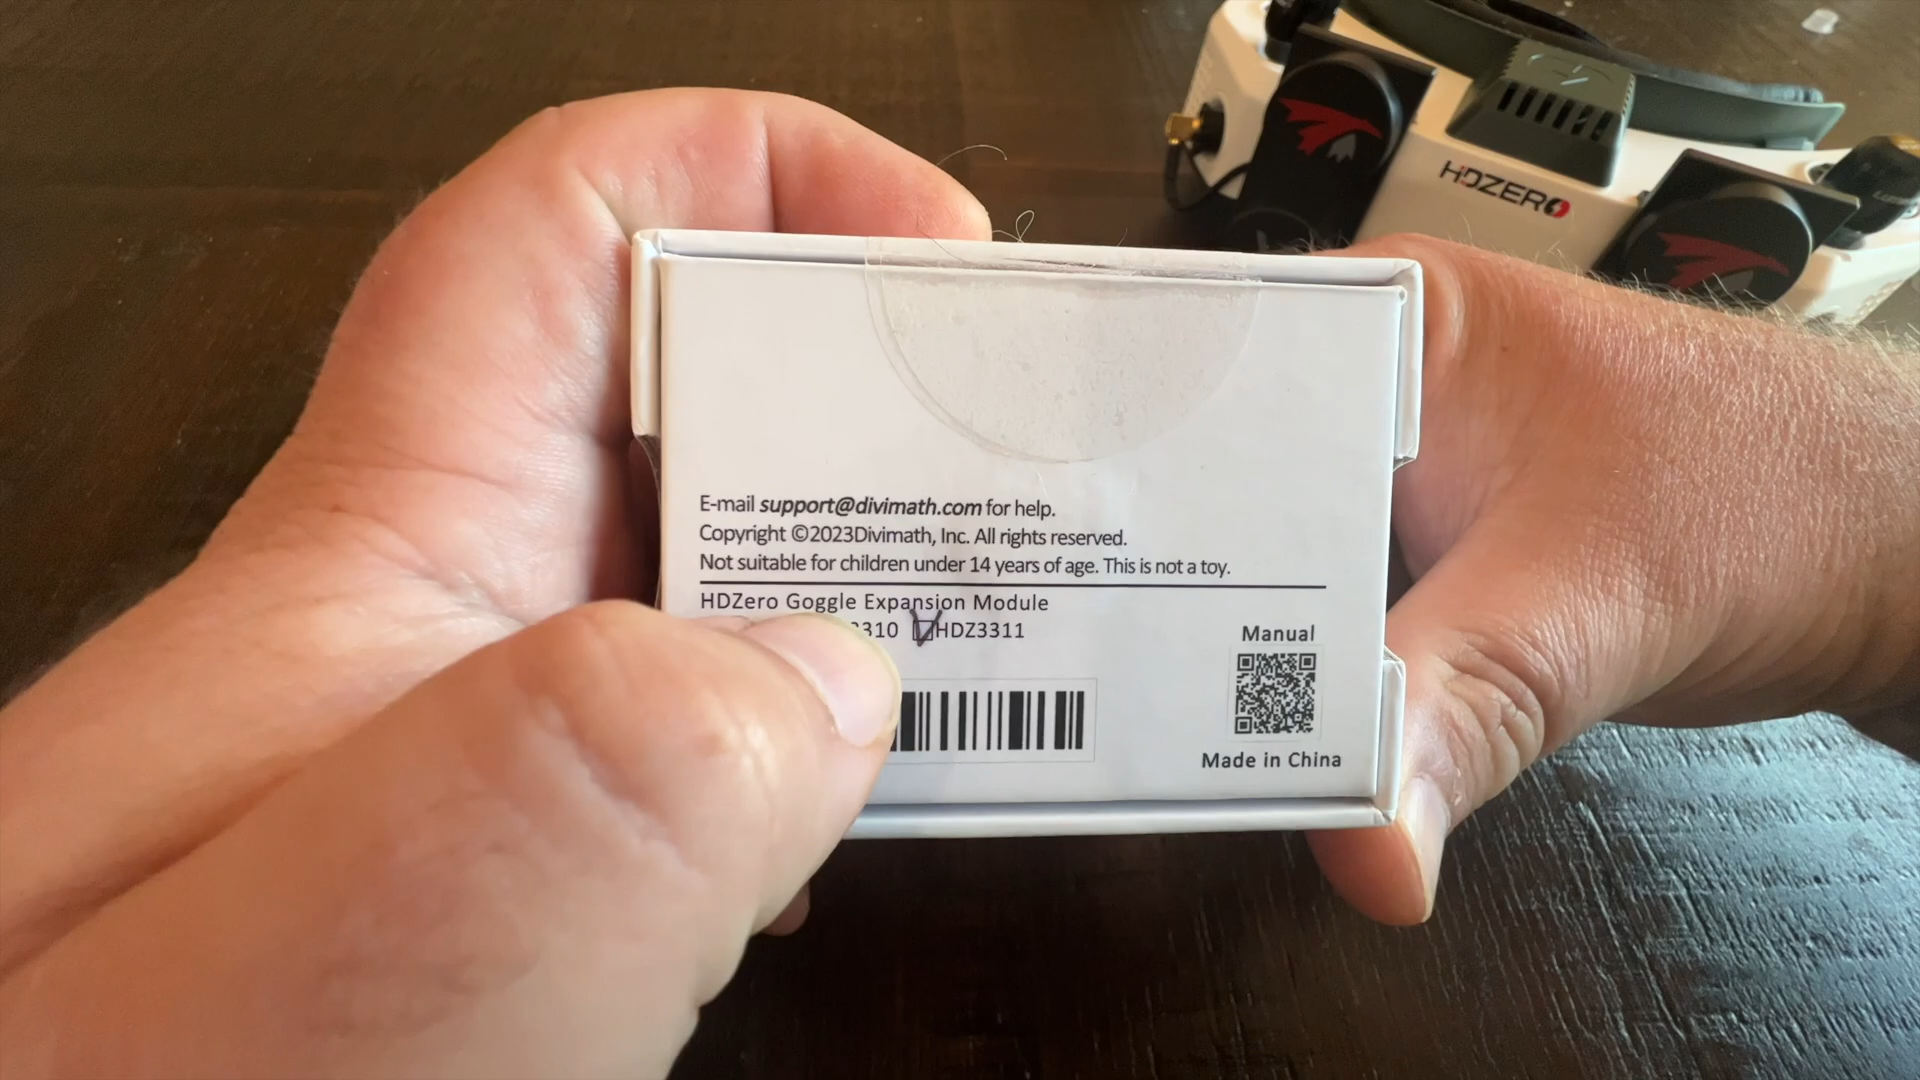 HDZERO
E-mail support@divimath.com for help.
Copyright ©2023Divimath, Inc. All rights reserved.
Not suitable for children under 14 years of age. This is not a toy.
HDZero Goggle Expansion Module
3310 HDZ3311
Manual
Made in China